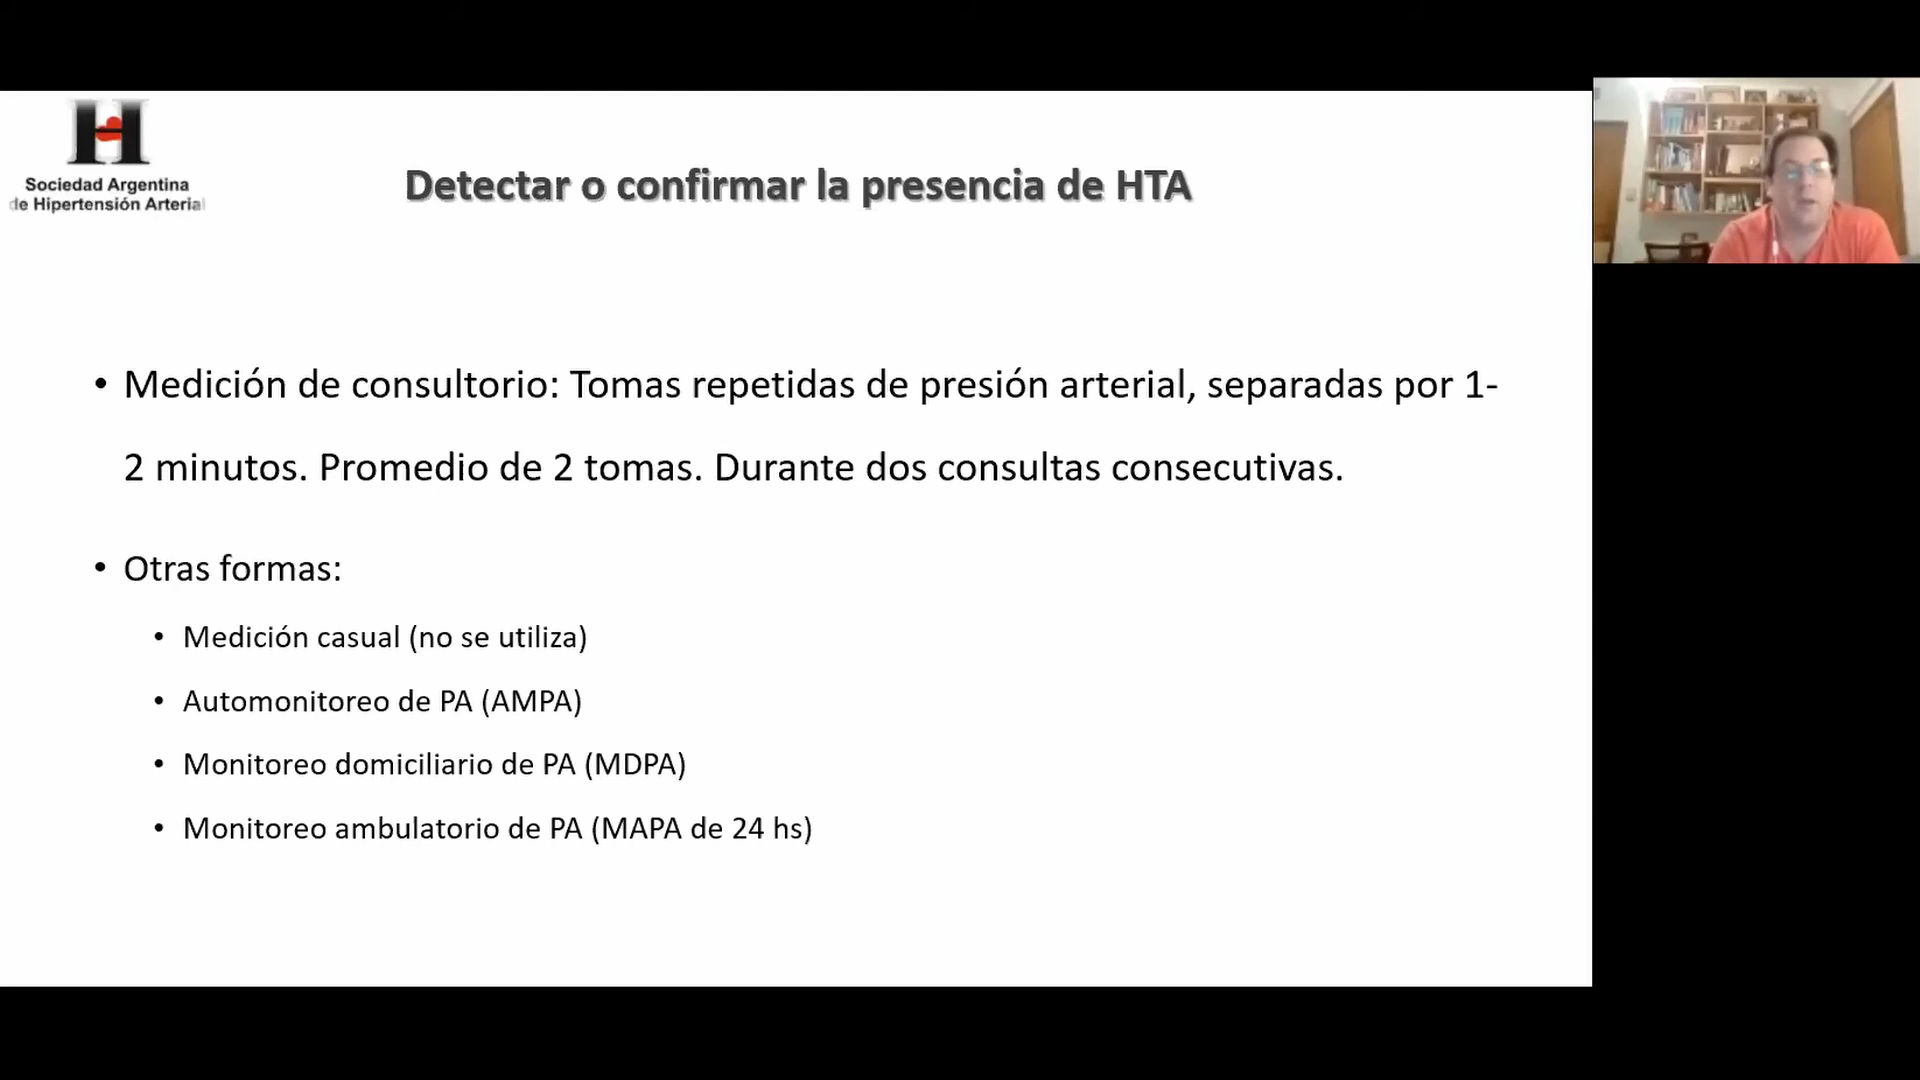 H
Sociedad Argentina
de Hipertensión Arterial
Detectar o confirmar la presencia de HTA
• Medición de consultorio: Tomas repetidas de presión arterial, separadas por 1-
2 minutos. Promedio de 2 tomas. Durante dos consultas consecutivas.
• Otras formas:
• Medición casual (no se utiliza)
• Automonitoreo de PA (AMPA)
• Monitoreo domiciliario de PA (MDPA)
• Monitoreo ambulatorio de PA (MAPA de 24 hs)